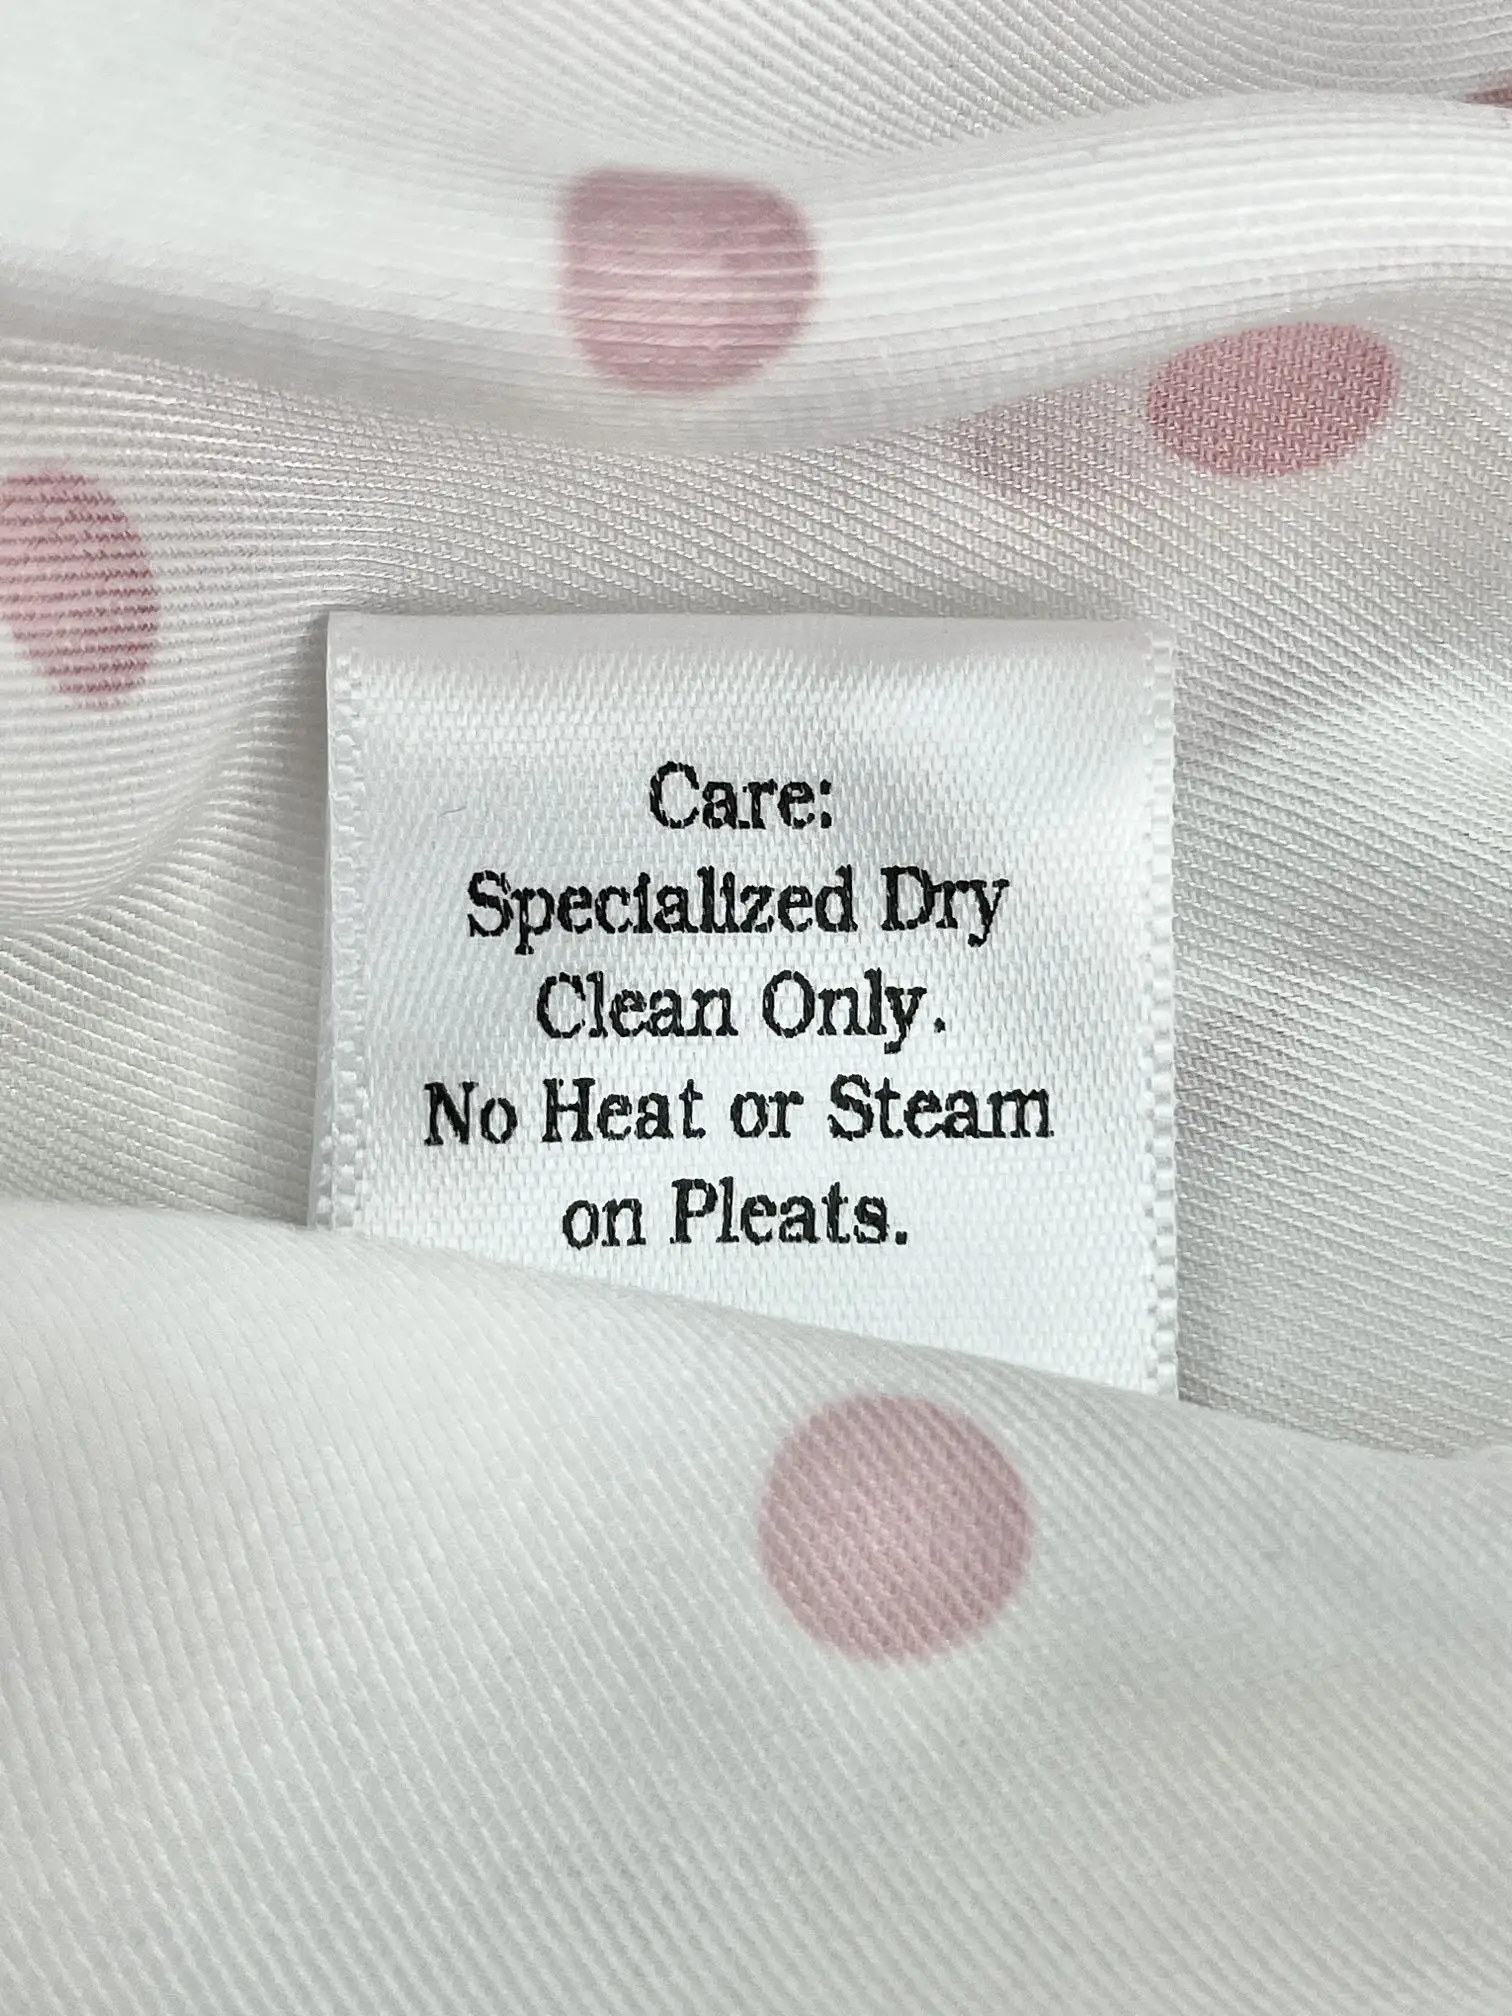 Care:
Specialized Dry
Clean Only.
No Heat or Steam
on Pleats.